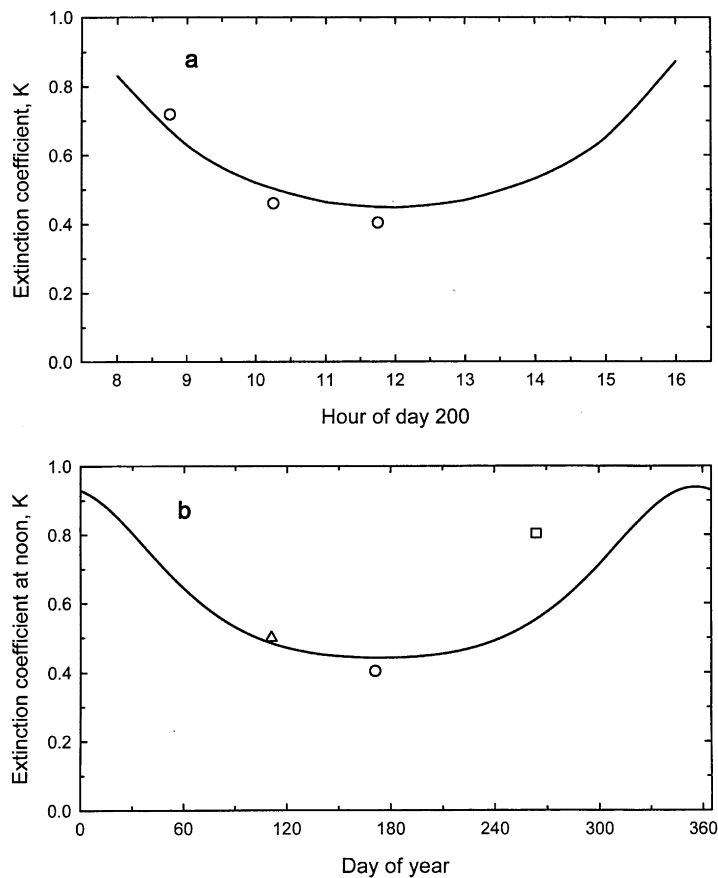 1.0
a
0.8
0.6
0.4
0.2
0.0
Extinction coefficient, K
8 9 10 11 12 13 14 15 16
Hour of day 200
1.0
b
0.8
0.6
0.4
0.2
0.0
Extinction coefficient at noon, K
0 60 120 180 240 300 360
Day of year